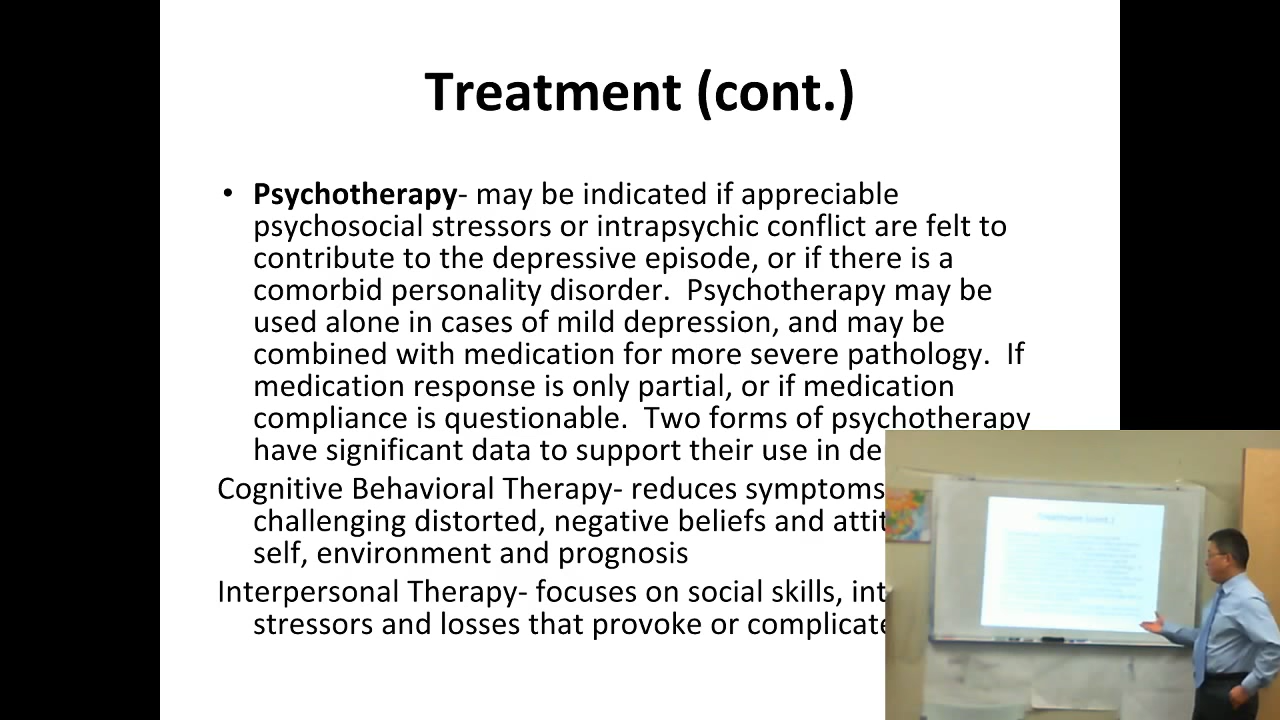 Treatment (cont.)
• Psychotherapy- may be indicated if appreciable
psychosocial stressors or intrapsychic conflict are felt to
contribute to the depressive episode, or if there is a
comorbid personality disorder.  Psychotherapy may be
used alone in cases of mild depression, and may be
combined with medication for more severe pathology.  If
medication response is only partial, or if medication
compliance is questionable.  Two forms of psychotherapy
have significant data to support their use in
Cognitive Behavioral Therapy- reduces symptoms
challenging distorted, negative beliefs and
self, environment and prognosis
Interpersonal Therapy- focuses on social skills,
stressors and losses that provoke or